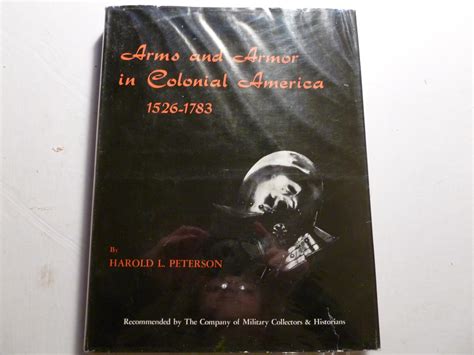 Arms and Armor
in Colonial America
1526-1783
By
HAROLD L. PETERSON
Recommended by The Company of Military Collectors & Historians